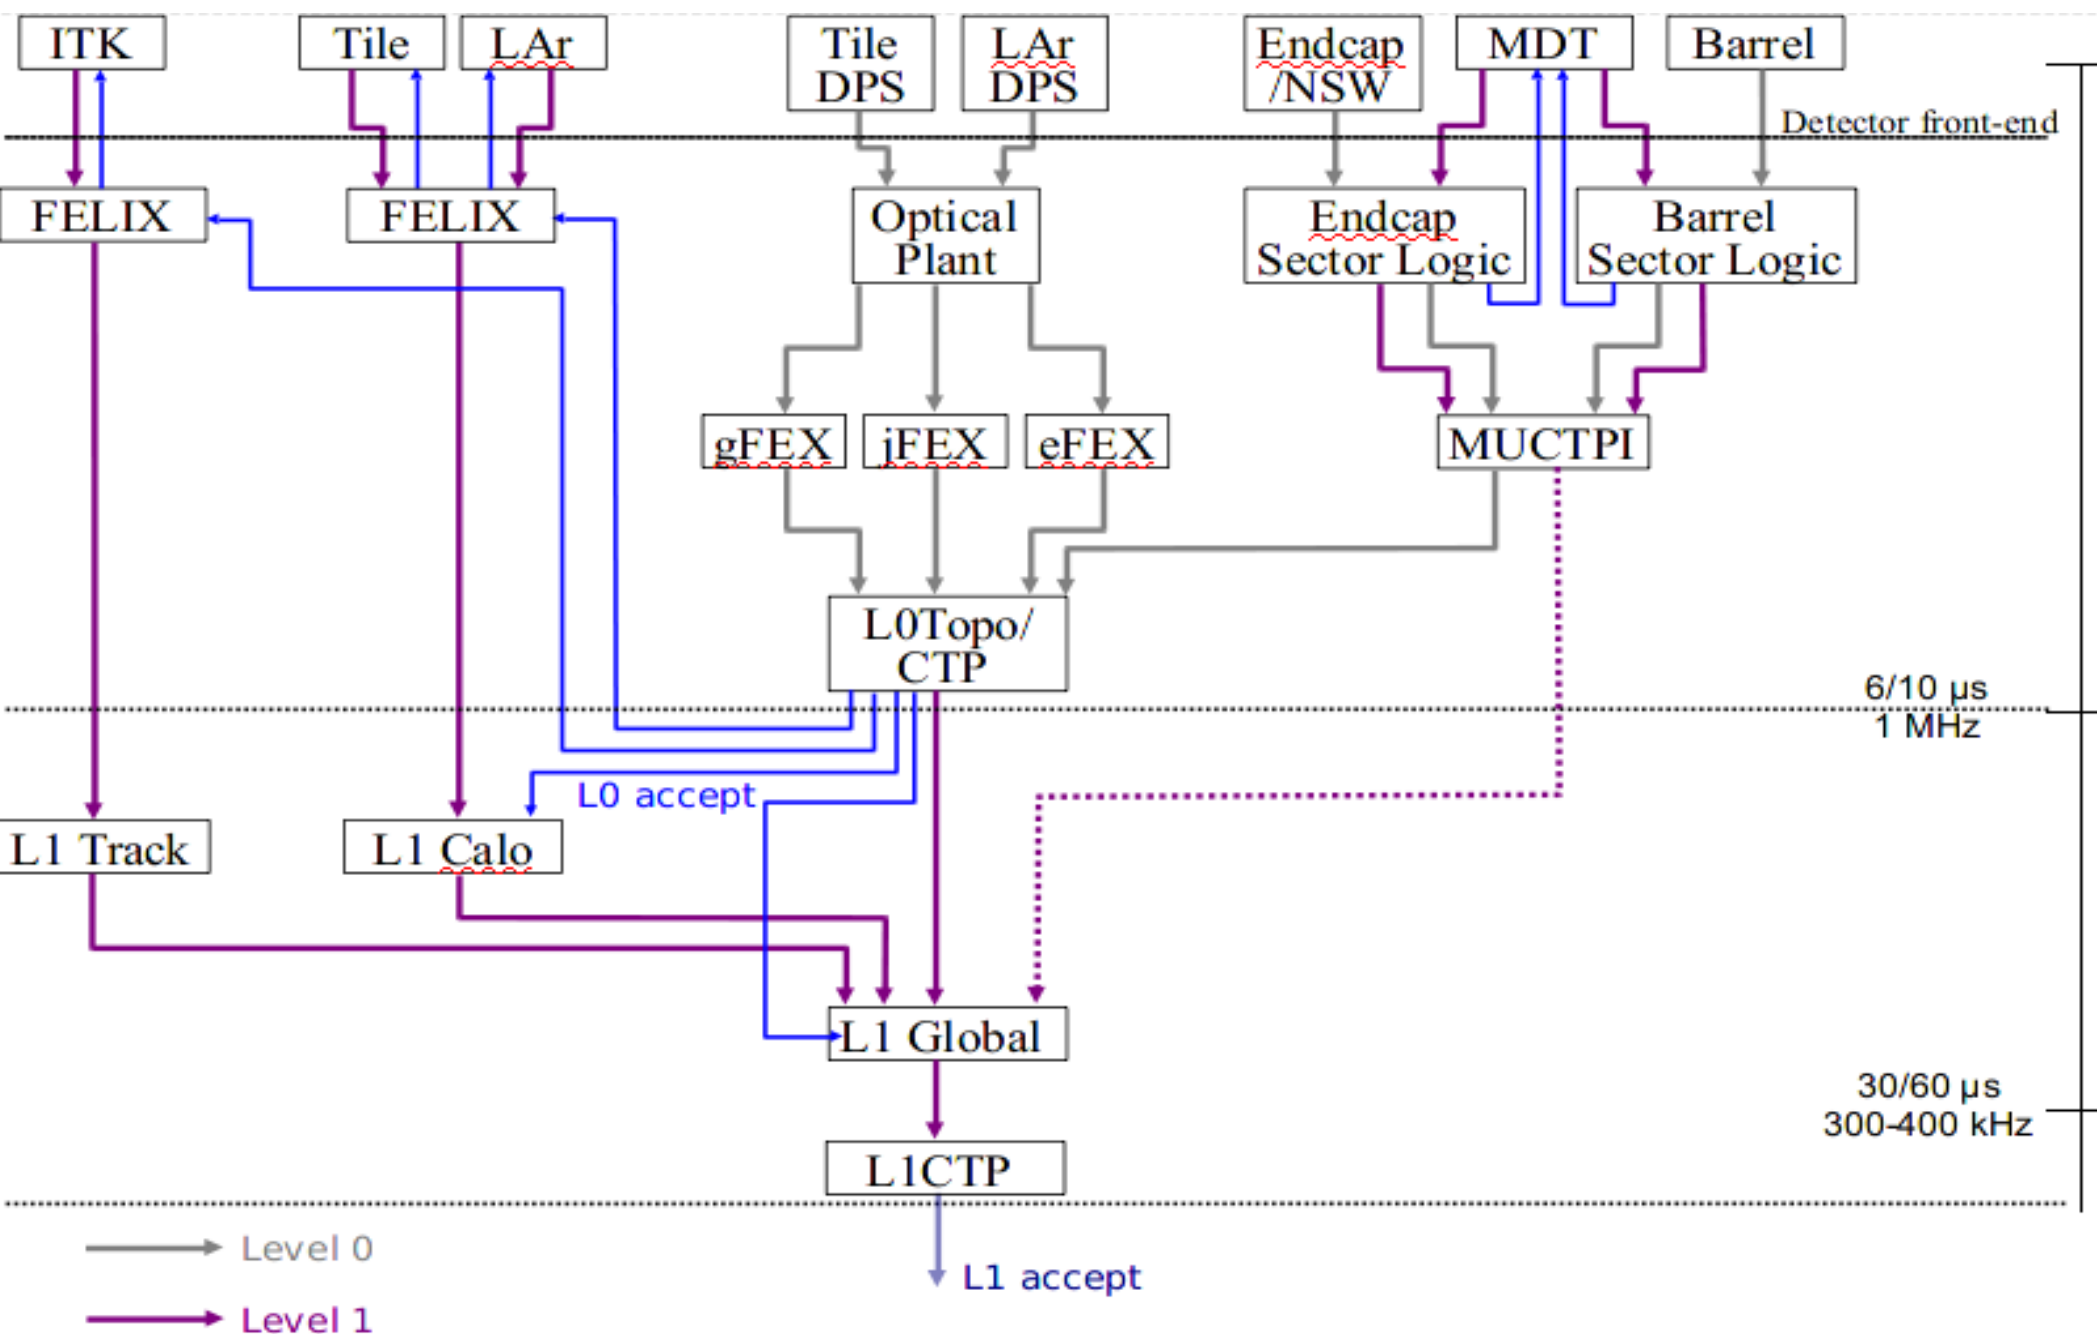 ITK
Tile
LAr
Tile
DPS
LAr
DPS
Endcap
/NSW
MDT
Barrel
Detector front-end
FELIX
FELIX
Optical
Plant
Endcap
Sector Logic
Barrel
Sector Logic
gFEX
jFEX
eFEX
MUCTPI
L0Topo/
CTP
6/10 µs
1 MHz
L0 accept
L1 Track
L1 Calo
L1 Global
30/60 µs
300-400 kHz
L1CTP
Level 0
L1 accept
Level 1